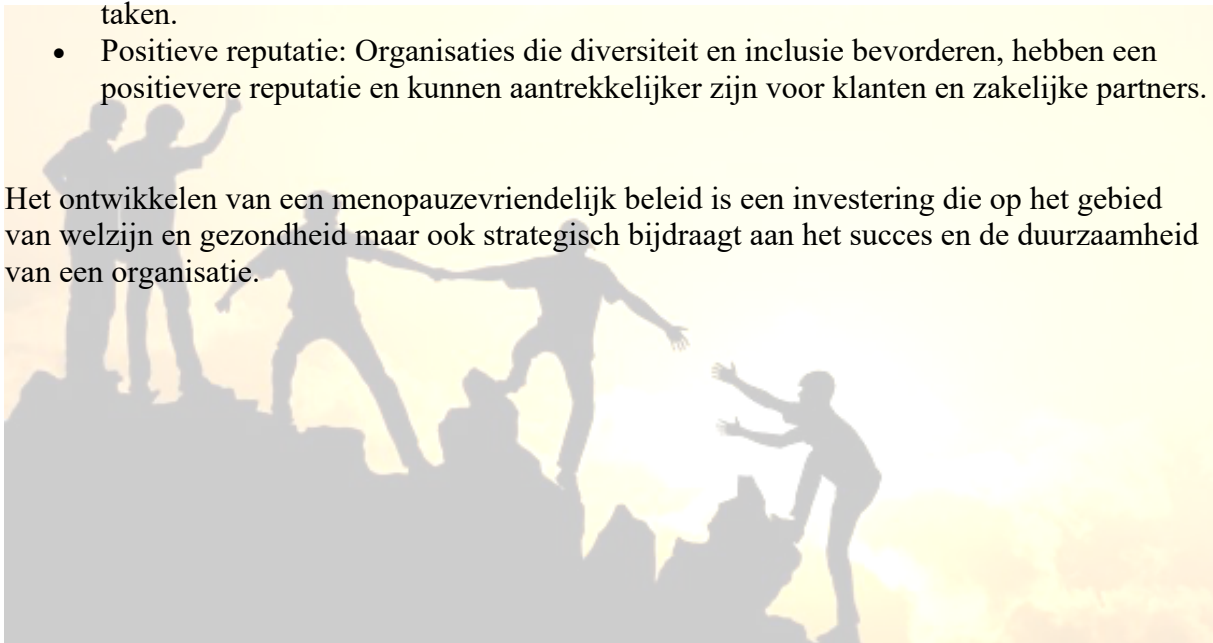 taken.
• Positieve reputatie: Organisaties die diversiteit en inclusie bevorderen, hebben een
positievere reputatie en kunnen aantrekkelijker zijn voor klanten en zakelijke partners.
Het ontwikkelen van een menopauzevriendelijk beleid is een investering die op het gebied
van welzijn en gezondheid maar ook strategisch bijdraagt aan het succes en de duurzaamheid
van een organisatie.